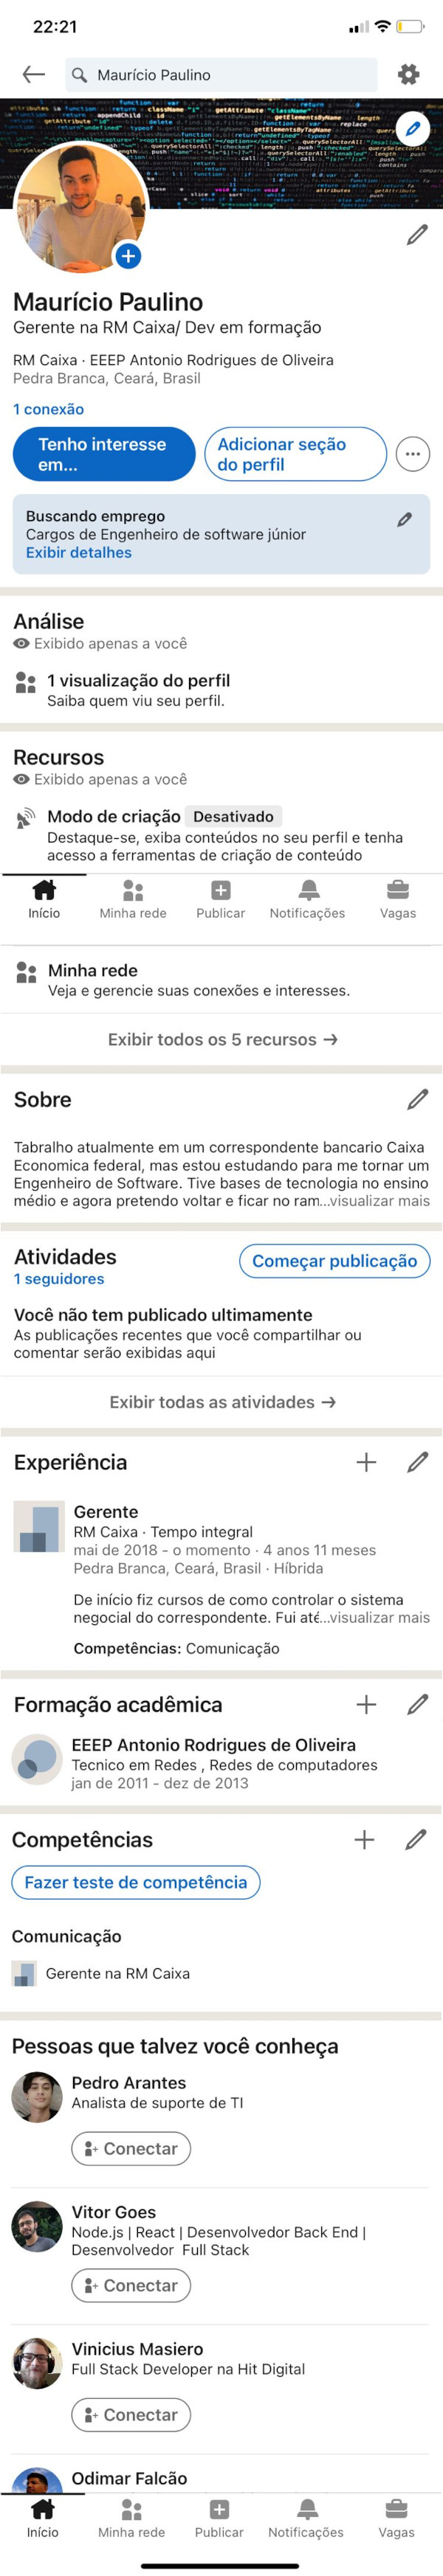 22:21
Maurício Paulino
Maurício Paulino
Gerente na RM Caixa/ Dev em formação
RM Caixa · EEEP Antonio Rodrigues de Oliveira
Pedra Branca, Ceará, Brasil
1 conexão
Tenho interesse
em...
Adicionar seção
do perfil
Buscando emprego
Cargos de Engenheiro de software júnior
Exibir detalhes
Análise
Exibido apenas a você
1 visualização do perfil
Saiba quem viu seu perfil.
Recursos
Exibido apenas a você
Modo de criação Desativado
Destaque-se, exiba conteúdos no seu perfil e tenha
acesso a ferramentas de criação de conteúdo
Início Minha rede Publicar Notificações Vagas
Minha rede
Veja e gerencie suas conexões e interesses.
Exibir todos os 5 recursos →
Sobre
Tabralho atualmente em um correspondente bancario Caixa
Economica federal, mas estou estudando para me tornar um
Engenheiro de Software. Tive bases de tecnologia no ensino
médio e agora pretendo voltar e ficar no ram...visualizar mais
Atividades
1 seguidores
Começar publicação
Você não tem publicado ultimamente
As publicações recentes que você compartilhar ou
comentar serão exibidas aqui
Exibir todas as atividades →
Experiência
Gerente
RM Caixa · Tempo integral
mai de 2018 - o momento · 4 anos 11 meses
Pedra Branca, Ceará, Brasil · Híbrida
De início fiz cursos de como controlar o sistema
negocial do correspondente. Fui até...visualizar mais
Competências: Comunicação
Formação acadêmica
EEEP Antonio Rodrigues de Oliveira
Tecnico em Redes , Redes de computadores
jan de 2011 - dez de 2013
Competências
Fazer teste de competência
Comunicação
Gerente na RM Caixa
Pessoas que talvez você conheça
Pedro Arantes
Analista de suporte de TI
Conectar
Vitor Goes
Node.js | React | Desenvolvedor Back End |
Desenvolvedor Full Stack
Conectar
Vinicius Masiero
Full Stack Developer na Hit Digital
Conectar
Odimar Falcão
Início Minha rede Publicar Notificações Vagas